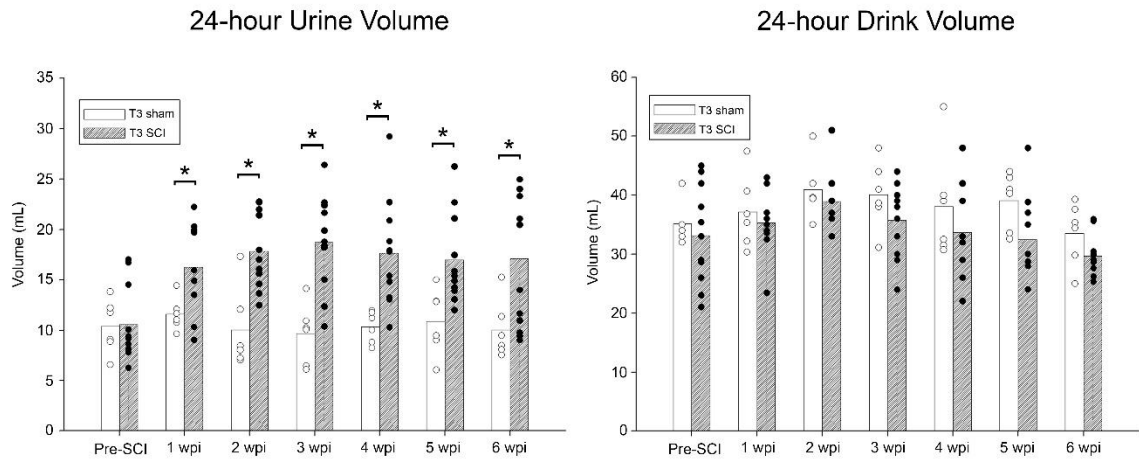 24-hour Urine Volume
35
30
25
20
15
10
5
0
Volume (mL)
T3 sham
T3 SCI
*
*
*
*
*
*
Pre-SCI 1 wpi 2 wpi 3 wpi 4 wpi 5 wpi 6 wpi
24-hour Drink Volume
60
50
40
30
20
10
0
Volume (mL)
T3 sham
T3 SCI
Pre-SCI 1 wpi 2 wpi 3 wpi 4 wpi 5 wpi 6 wpi